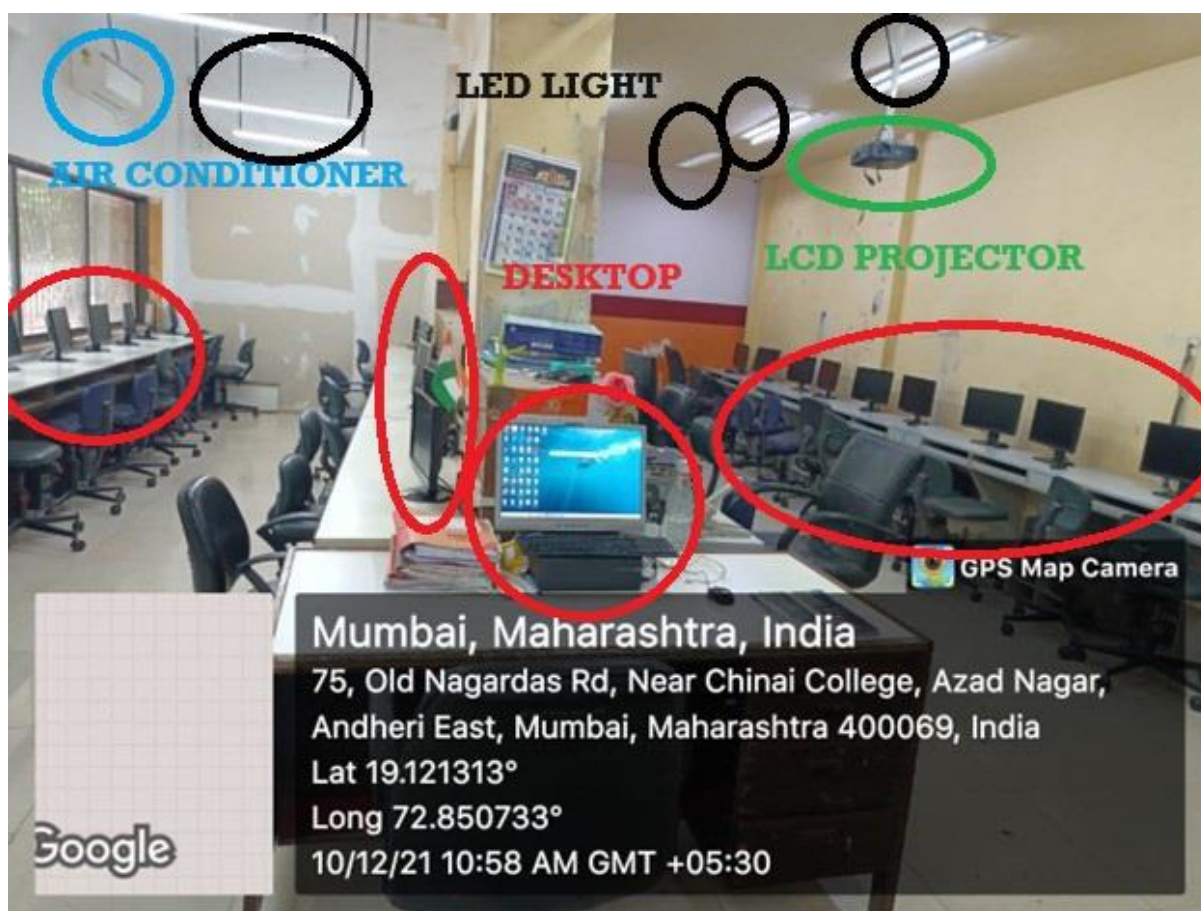 LED LIGHT
AIR CONDITIONER
LCD PROJECTOR
DESKTOP
GPS Map Camera
Mumbai, Maharashtra, India
75, Old Nagardas Rd, Near Chinai College, Azad Nagar,
Andheri East, Mumbai, Maharashtra 400069, India
Lat 19.121313°
Long 72.850733°
10/12/21 10:58 AM GMT +05:30
Google